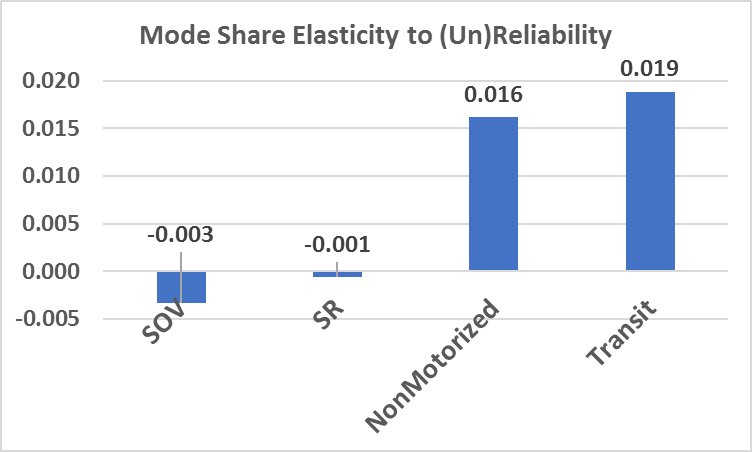 Mode Share Elasticity to (Un)Reliability
0.020
0.015
0.010
0.005
0.000
-0.005
-0.003
-0.001
0.016
0.019
SOV
SR
NonMotorized
Transit